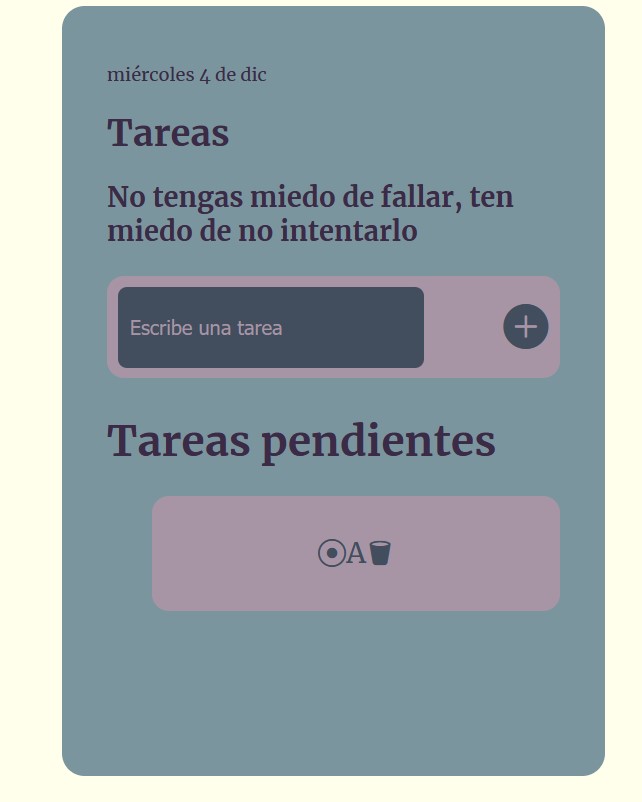 miércoles 4 de dic
Tareas
No tengas miedo de fallar, ten
miedo de no intentarlo
Escribe una tarea
Tareas pendientes
A